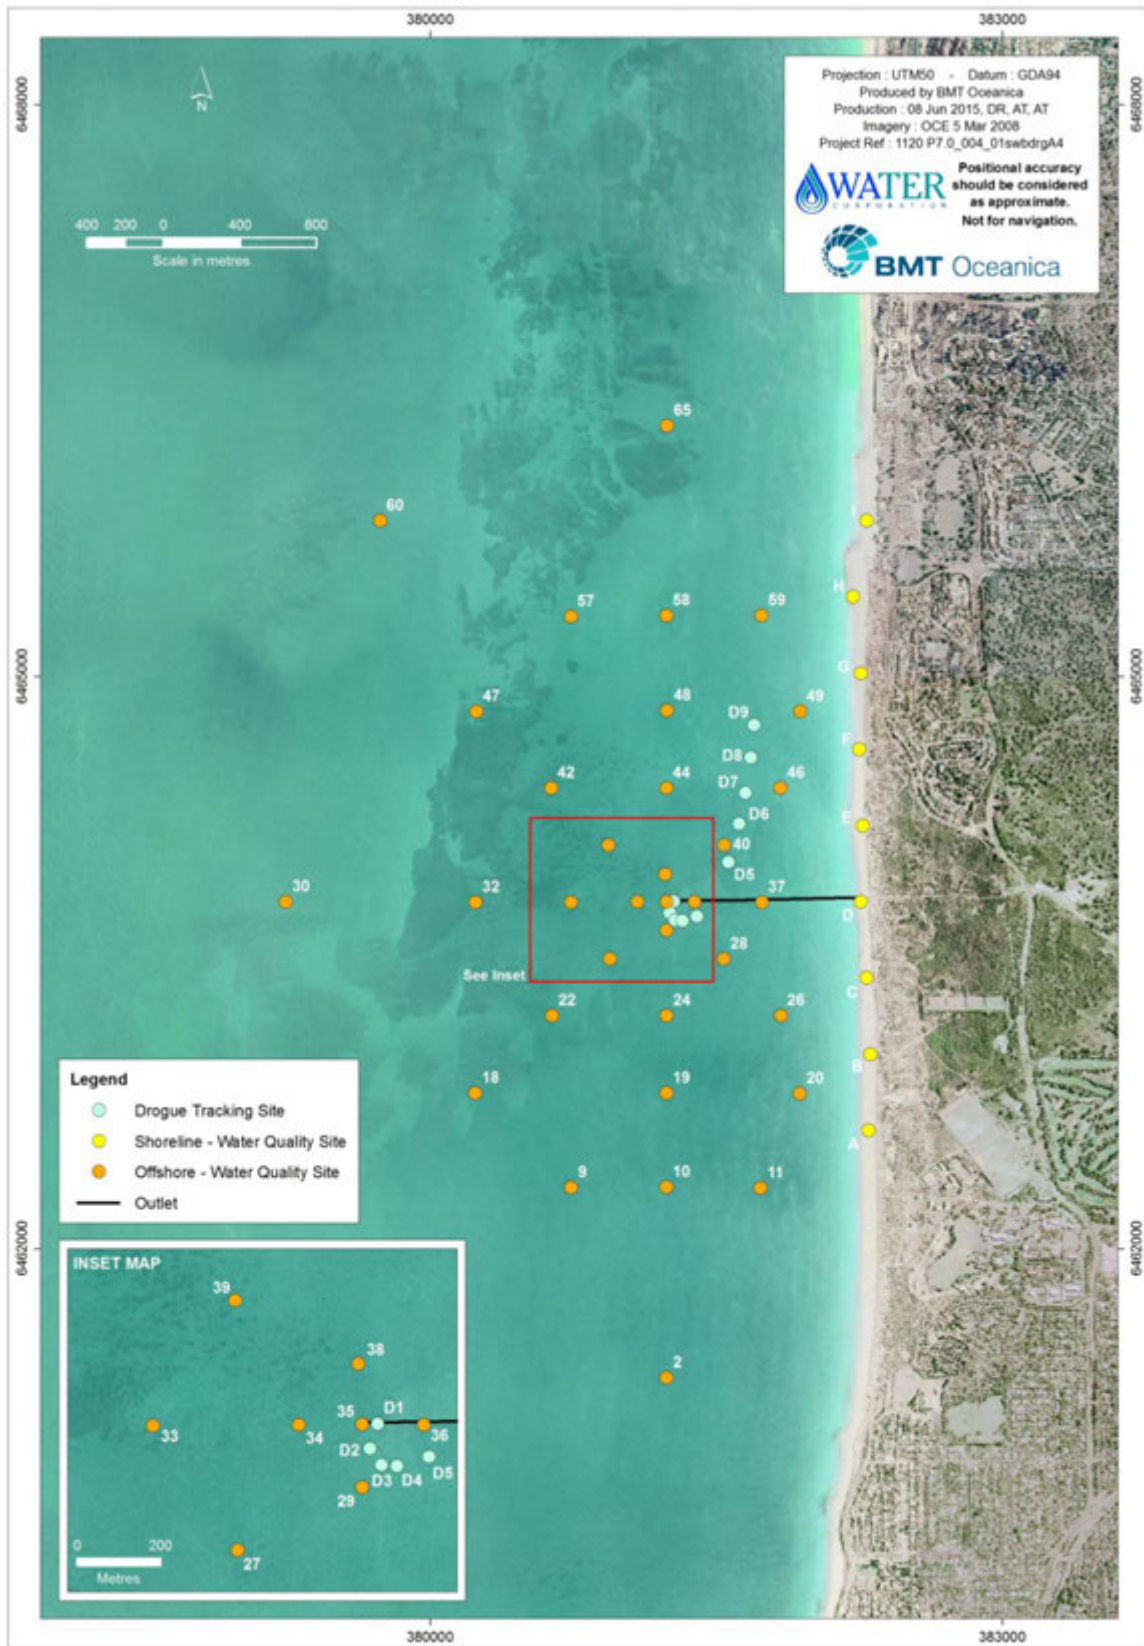 380000
383000
6468000
6468000
N
Projection : UTM50 - Datum : GDA94
Produced by BMT Oceanica
Production : 08 Jun 2015, DR, AT, AT
Imagery : OCE 5 Mar 2008
Project Ref : 1120 P7.0_004_01swbdrgA4
WATER
CORPORATION
Positional accuracy
should be considered
as approximate.
Not for navigation.
BMT Oceanica
400 200 0 400 800
Scale in metres
65
60
I
57
58
59
H
6465000
6465000
G
47
48
49
D9
F
D8
42
44
D7
46
D6
E
40
D5
30
32
37
D
28
See Inset
C
22
24
26
B
18
19
20
A
9
10
11
Legend
Drogue Tracking Site
Shoreline - Water Quality Site
Offshore - Water Quality Site
Outlet
6462000
6462000
2
INSET MAP
39
38
35
D1
33
34
36
D2
D3
D4
D5
29
27
0 200
Metres
380000
383000